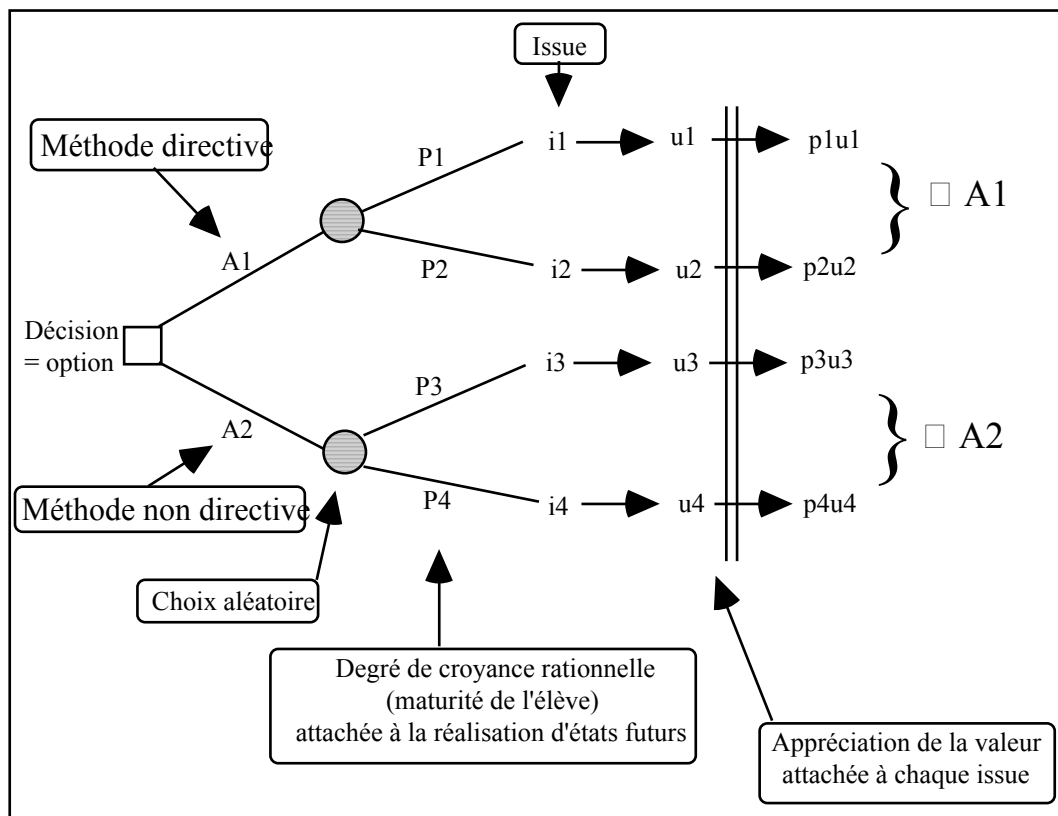 Issue
Méthode directive
P1
i1
u1
p1u1
} □ A1
A1
P2
i2
u2
p2u2
Décision
= option
P3
i3
u3
p3u3
A2
} □ A2
P4
i4
u4
p4u4
Méthode non directive
Choix aléatoire
Degré de croyance rationnelle
(maturité de l'élève)
attachée à la réalisation d'états futurs
Appréciation de la valeur
attachée à chaque issue